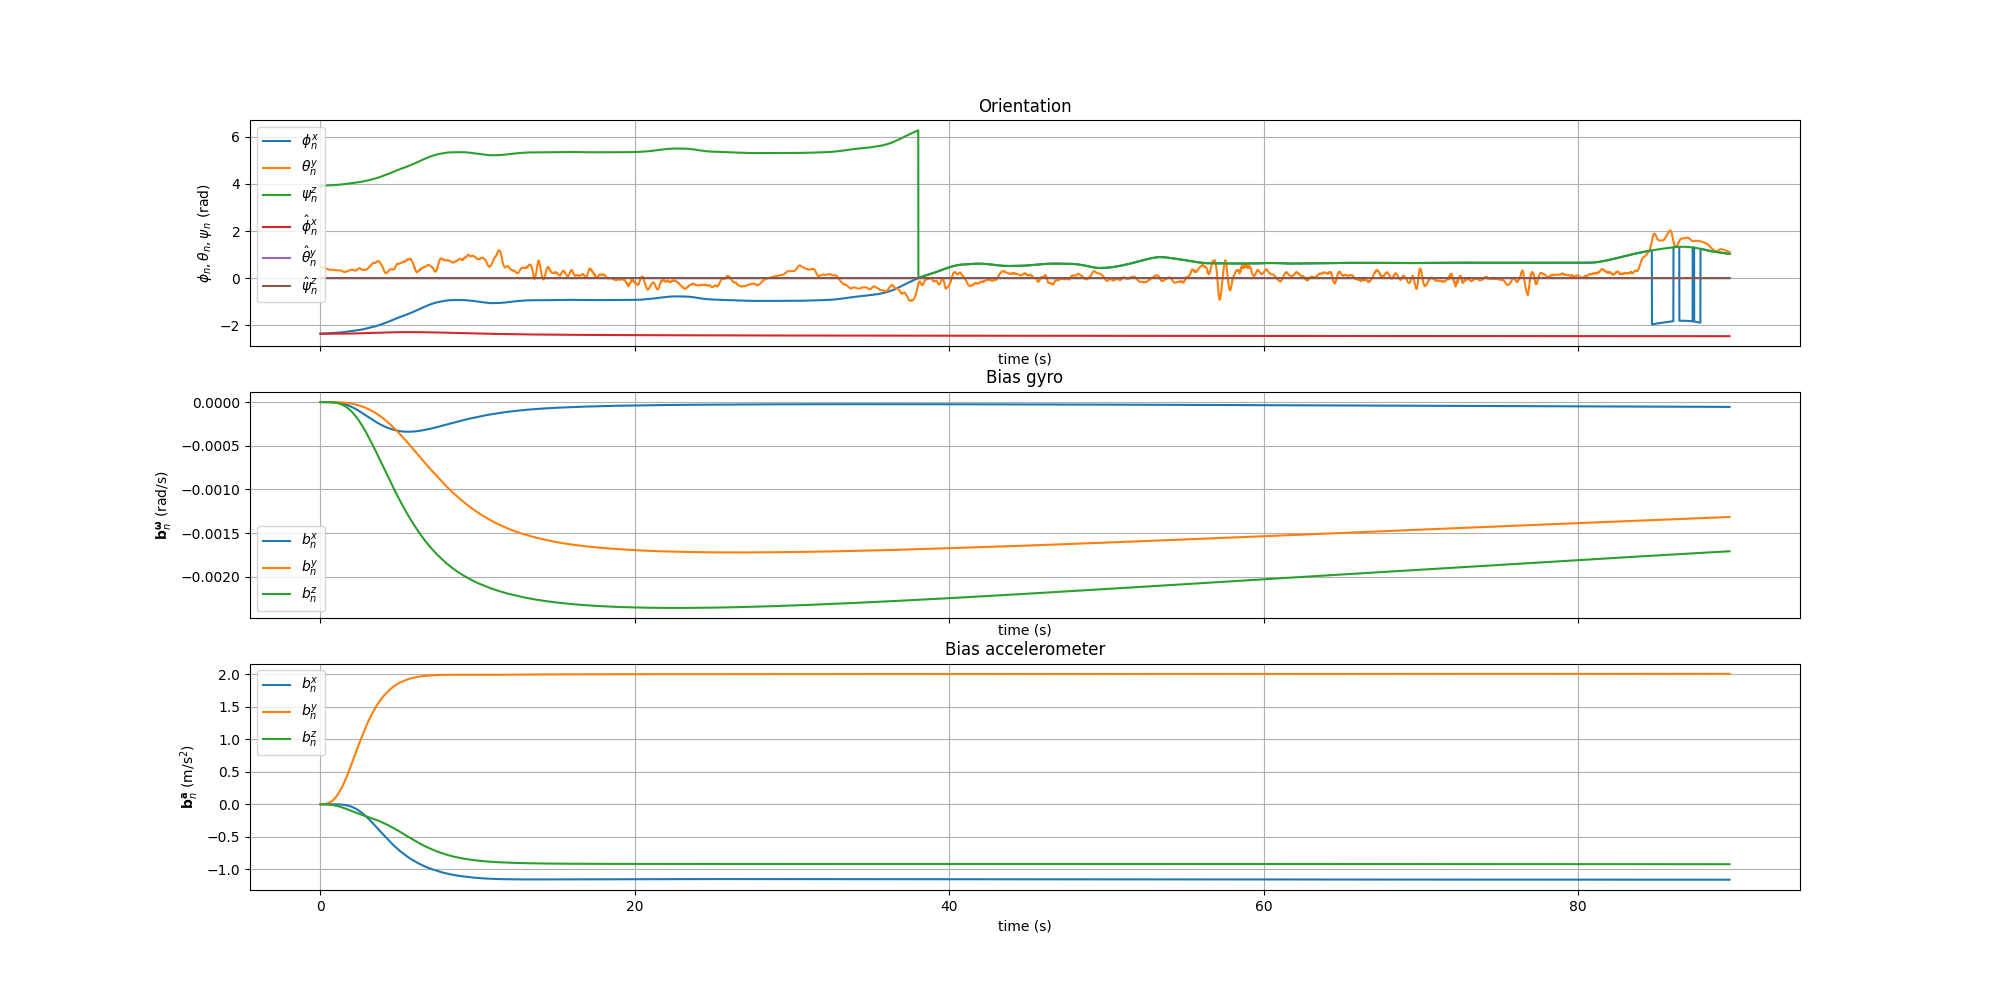 Orientation
ϕₙ, θₙ, ψₙ (rad)
6
4
2
0
−2
ϕₙˣ
θₙʸ
ψₙᶻ
ϕ̂ₙˣ
θ̂ₙʸ
ψ̂ₙᶻ
time (s)
Bias gyro
bₙ^ω (rad/s)
0.0000
−0.0005
−0.0010
−0.0015
−0.0020
bₙˣ
bₙʸ
bₙᶻ
time (s)
Bias accelerometer
bₙᵃ (m/s²)
2.0
1.5
1.0
0.5
0.0
−0.5
−1.0
bₙˣ
bₙʸ
bₙᶻ
0 20 40 60 80
time (s)